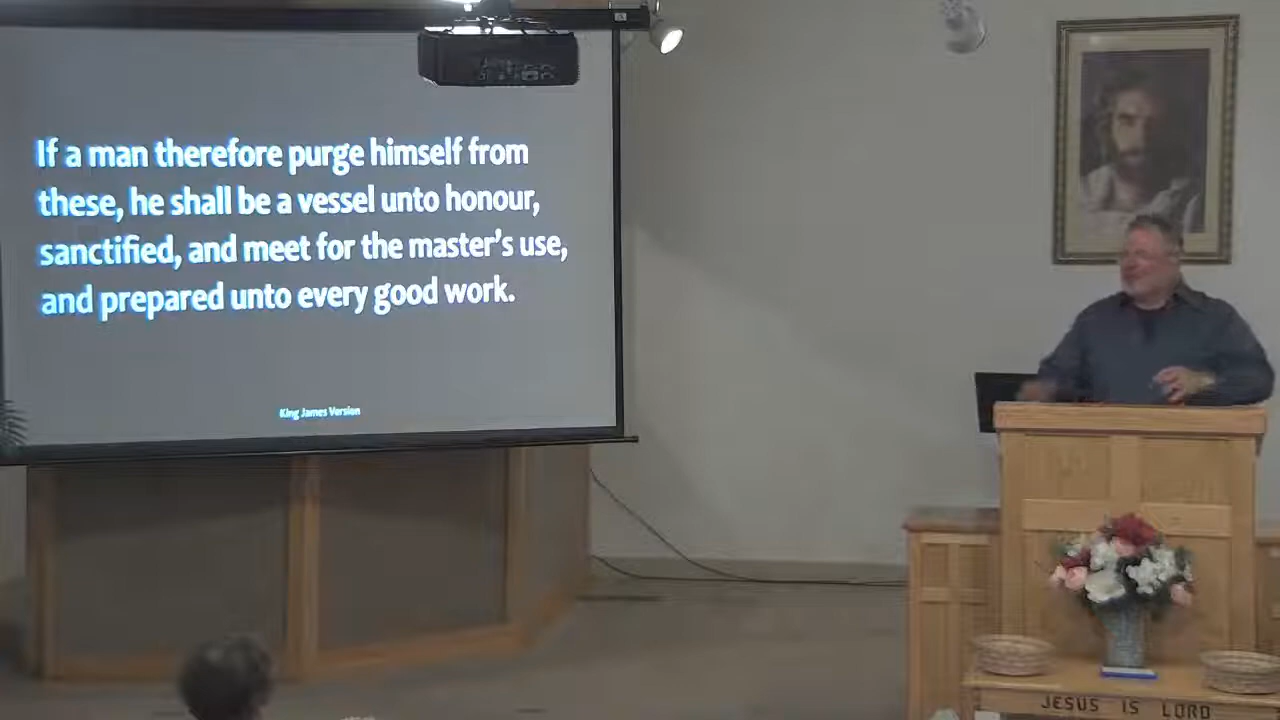 If a man therefore purge himself from
these, he shall be a vessel unto honour,
sanctified, and meet for the master's use,
and prepared unto every good work.
King James Version
JESUS IS LORD